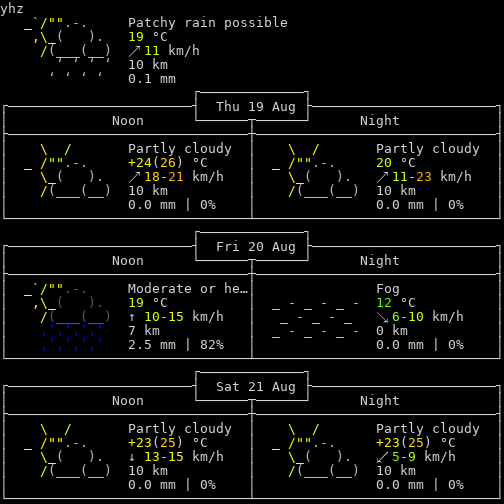 yhz
Patchy rain possible
19 °C
↗ 11 km/h
10 km
0.1 mm
Thu 19 Aug
Noon Night
Partly cloudy Partly cloudy
+24(26) °C 20 °C
↗ 18-21 km/h ↗ 11-23 km/h
10 km 10 km
0.0 mm | 0% 0.0 mm | 0%
Fri 20 Aug
Noon Night
Moderate or he… Fog
19 °C 12 °C
↑ 10-15 km/h ↘ 6-10 km/h
7 km 0 km
2.5 mm | 82% 0.0 mm | 0%
Sat 21 Aug
Noon Night
Partly cloudy Partly cloudy
+23(25) °C +23(25) °C
↓ 13-15 km/h ↙ 5-9 km/h
10 km 10 km
0.0 mm | 0% 0.0 mm | 0%